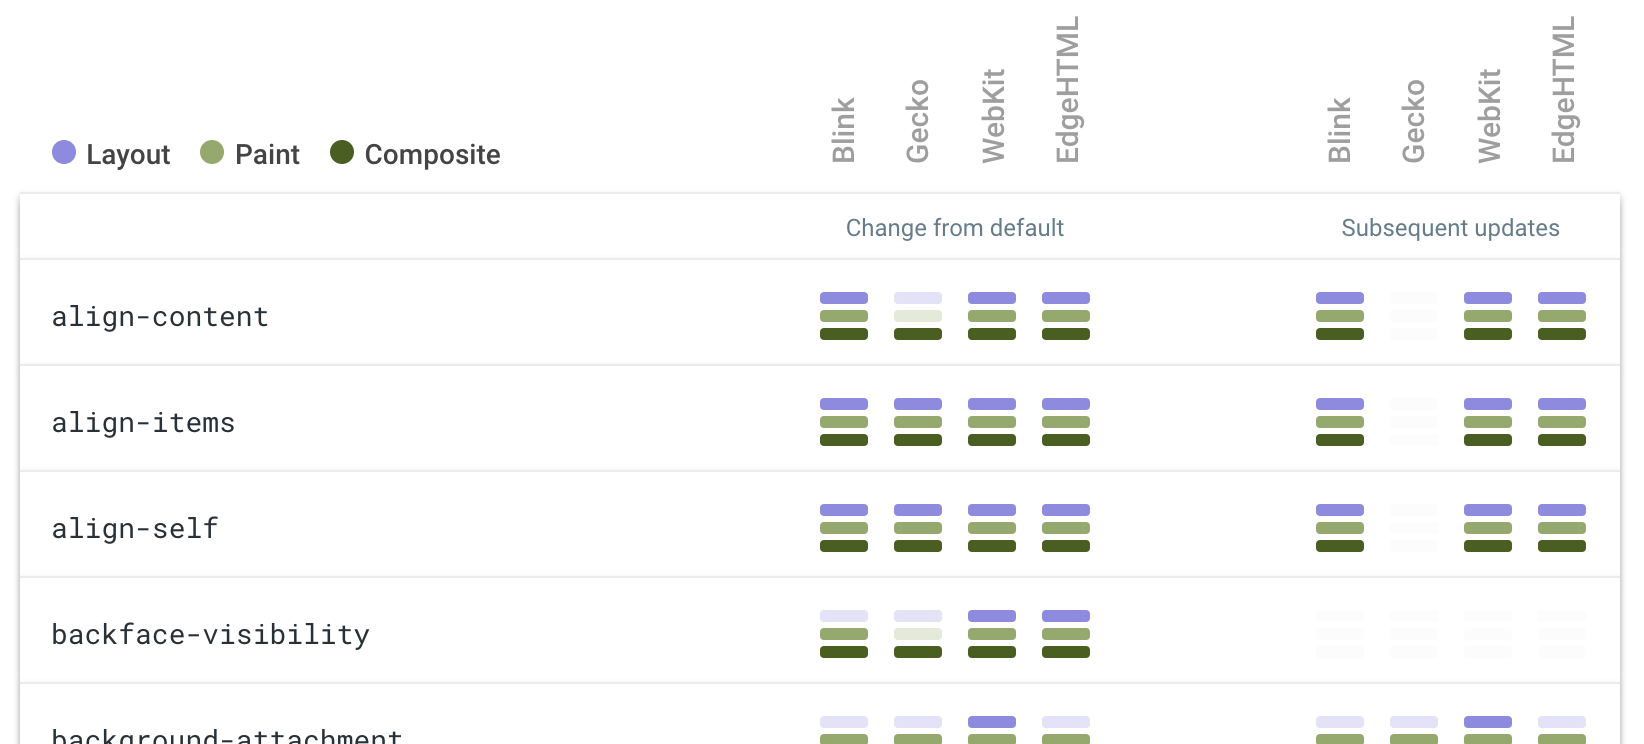 Blink
Gecko
WebKit
EdgeHTML
Blink
Gecko
WebKit
EdgeHTML
Layout Paint Composite
Change from default Subsequent updates
align-content
align-items
align-self
backface-visibility
background-attachment